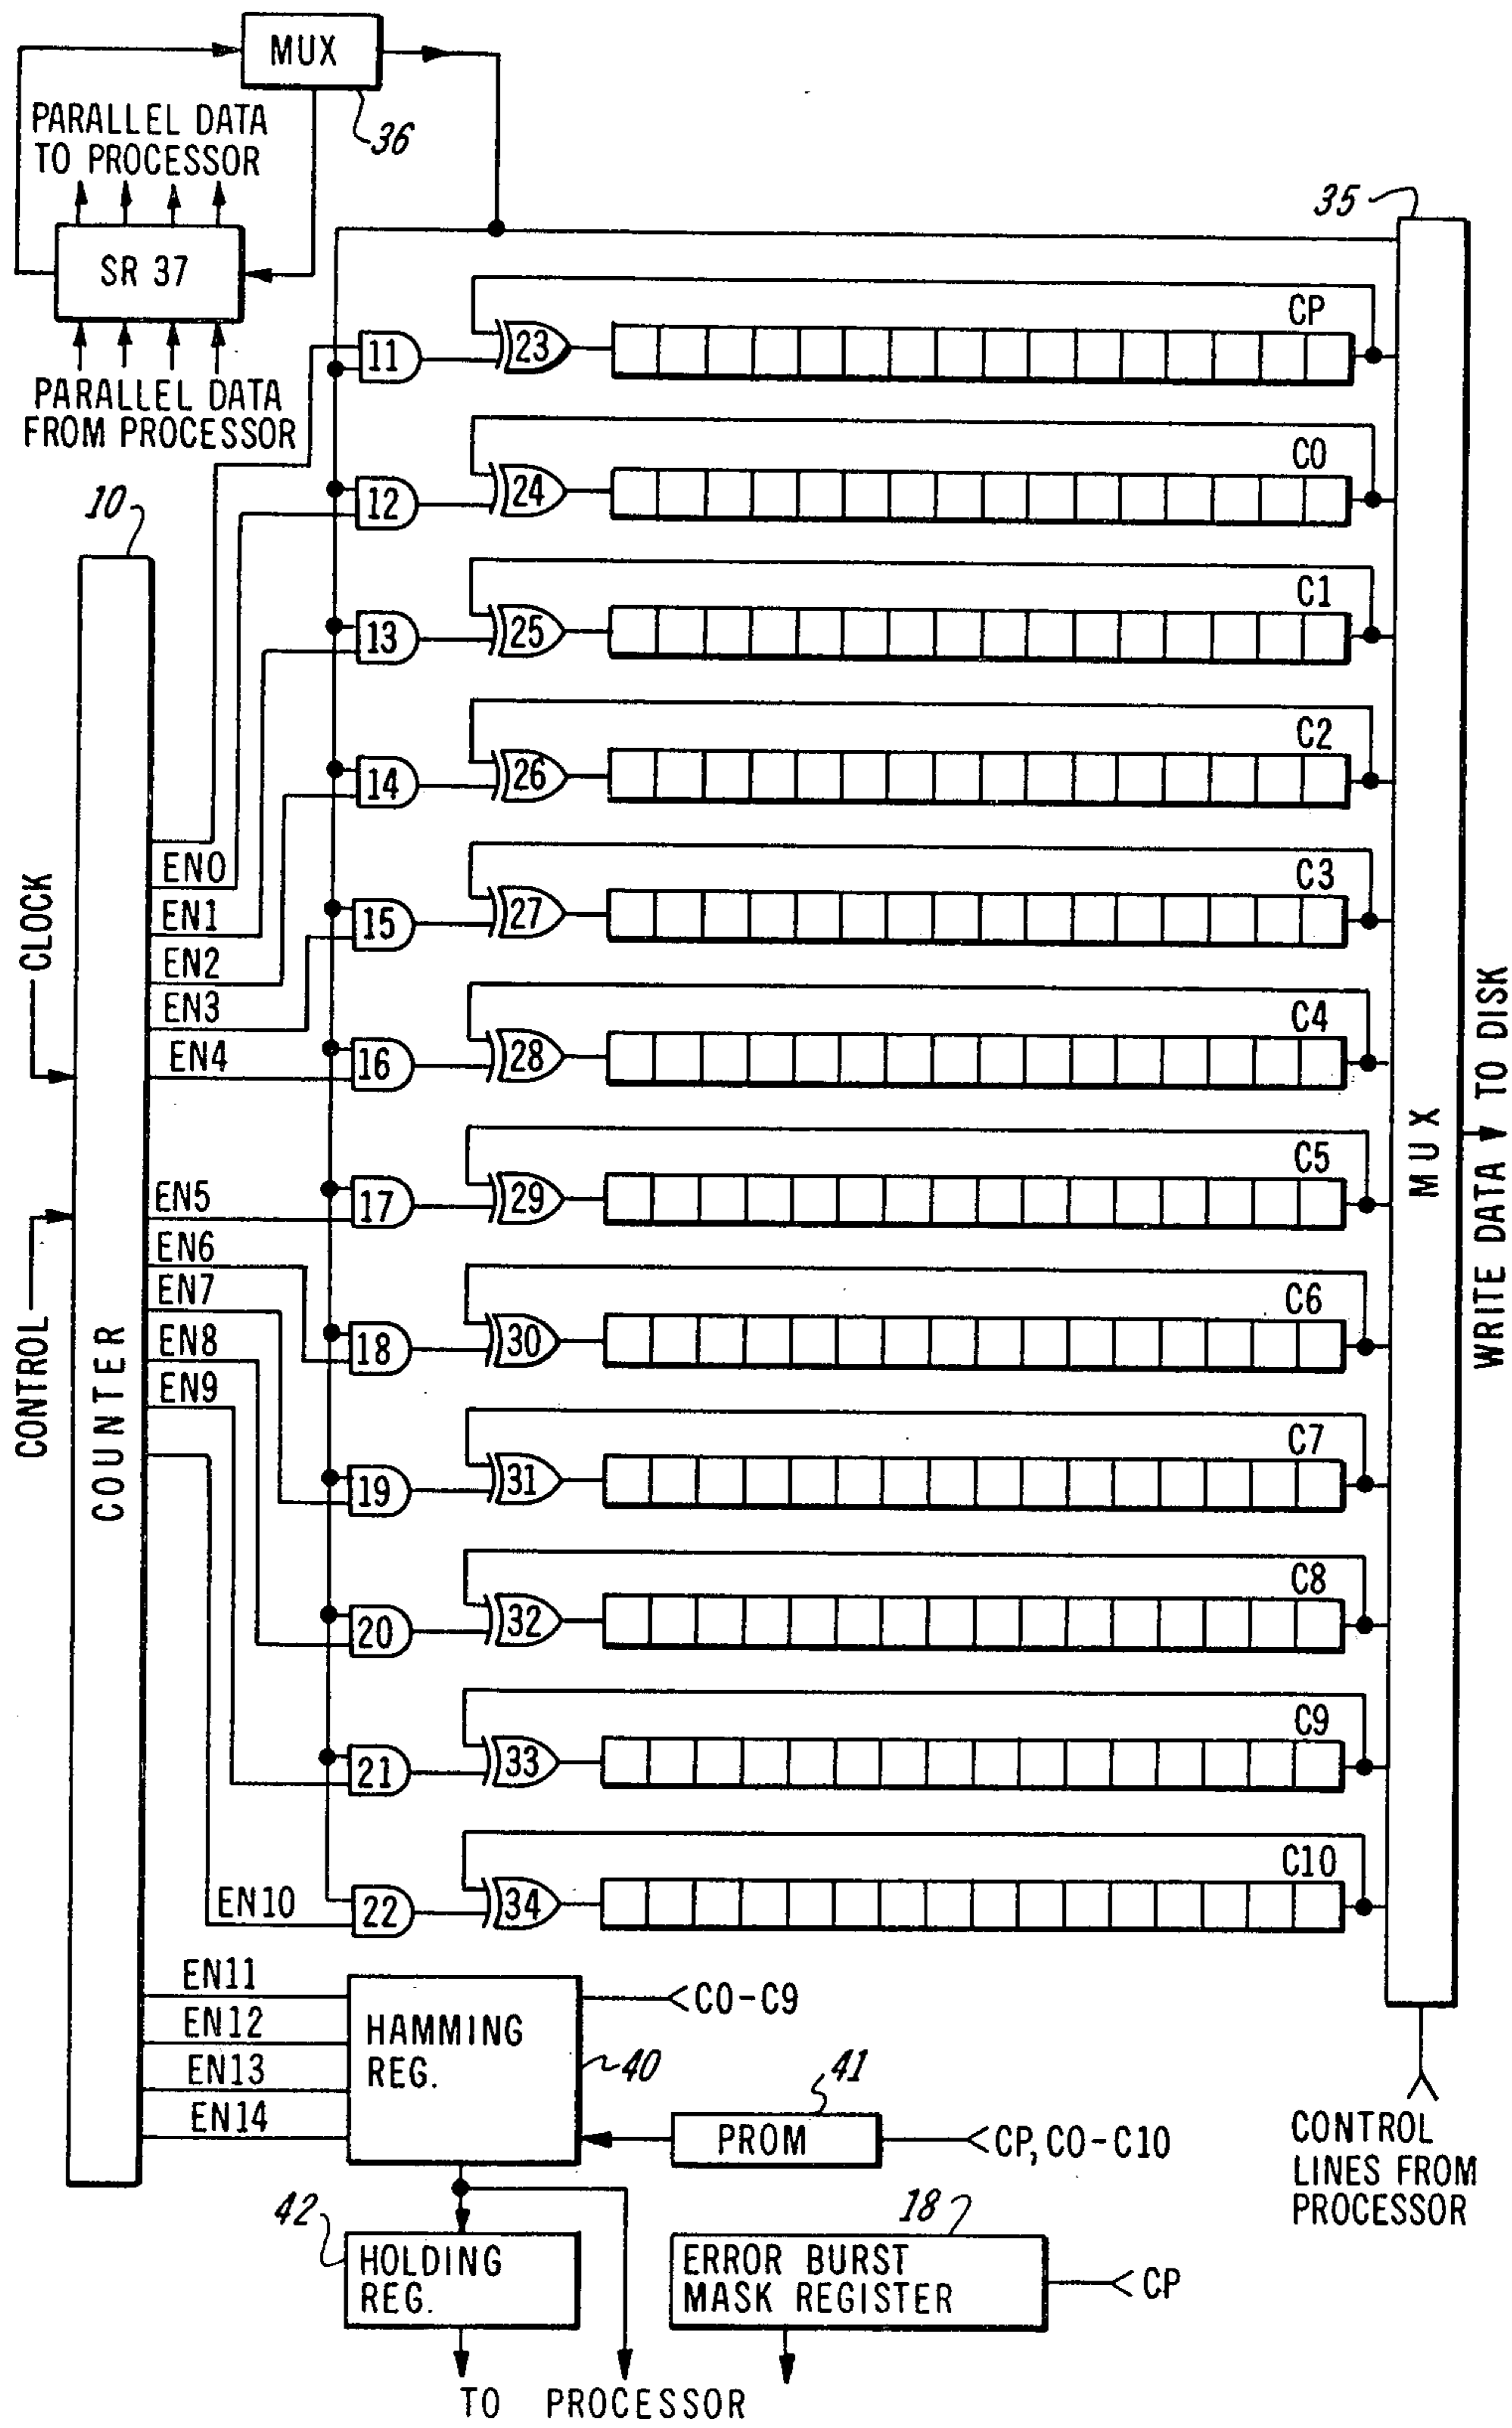 MUX
36
PARALLEL DATA
TO PROCESSOR
SR 37
PARALLEL DATA
FROM PROCESSOR
35
11
23
CP
12
24
C0
10
13
25
C1
14
26
C2
15
27
C3
16
28
C4
17
29
C5
18
30
C6
19
31
C7
20
32
C8
21
33
C9
22
34
C10
EN0
EN1
EN2
EN3
EN4
EN5
EN6
EN7
EN8
EN9
EN10
EN11
EN12
EN13
EN14
CLOCK
CONTROL
COUNTER
MUX
WRITE DATA TO DISK
HAMMING
REG.
40
C0-C9
41
PROM
CP, C0-C10
CONTROL
LINES FROM
PROCESSOR
42
HOLDING
REG.
18
ERROR BURST
MASK REGISTER
CP
TO PROCESSOR